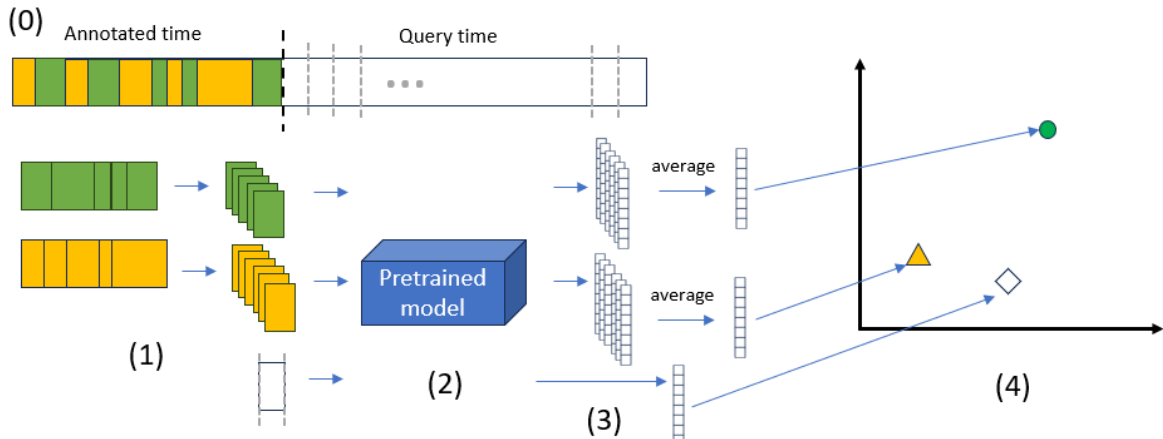 (0)
Annotated time
Query time
average
Pretrained
model
average
(1)
(2)
(3)
(4)